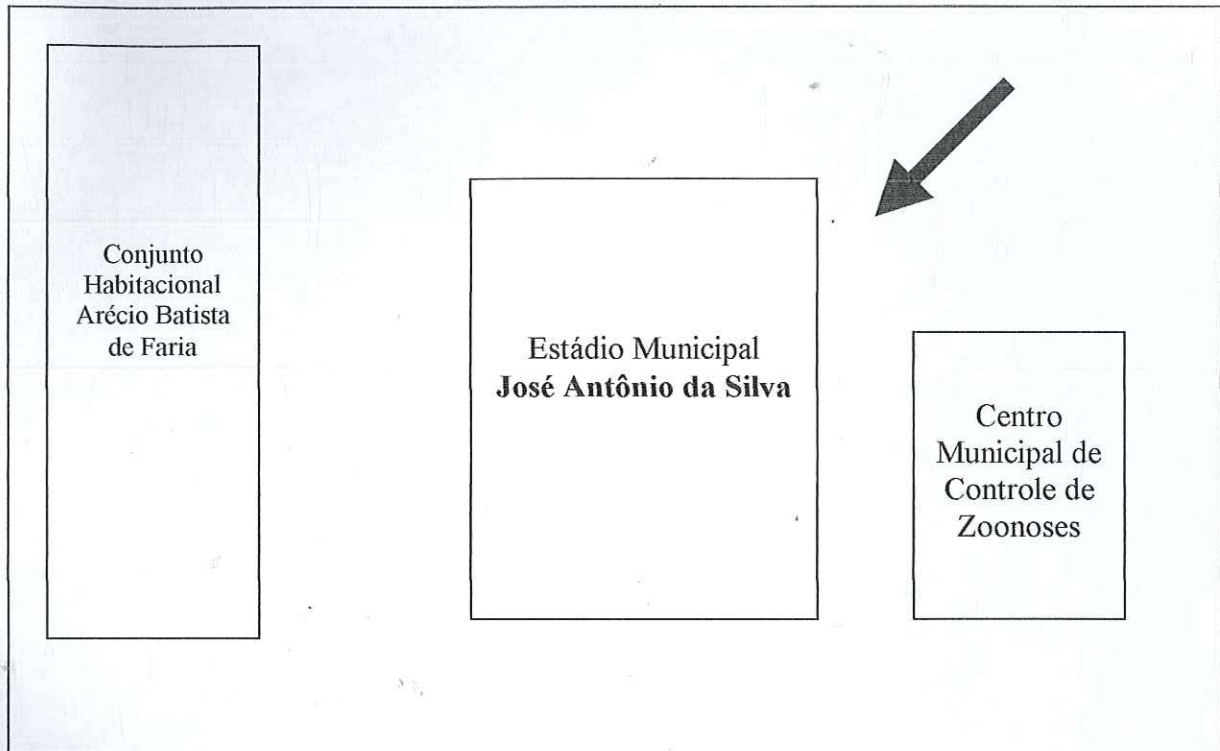 Conjunto
Habitacional
Arécio Batista
de Faria
Estádio Municipal
José Antônio da Silva
Centro
Municipal de
Controle de
Zoonoses